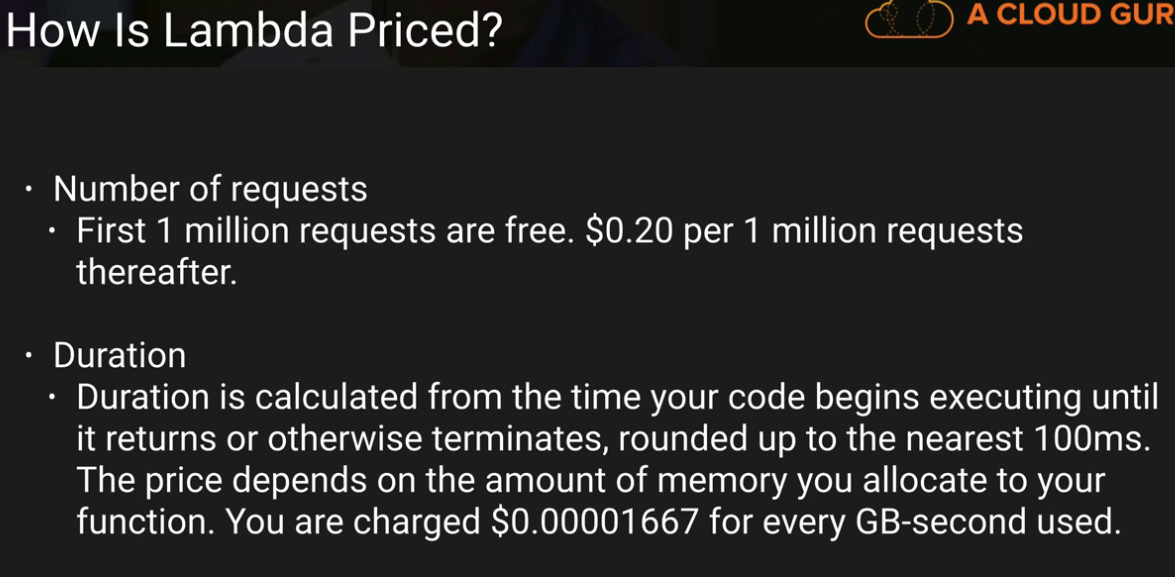 How Is Lambda Priced?
A CLOUD GUR
• Number of requests
• First 1 million requests are free. $0.20 per 1 million requests
thereafter.
• Duration
• Duration is calculated from the time your code begins executing until
it returns or otherwise terminates, rounded up to the nearest 100ms.
The price depends on the amount of memory you allocate to your
function. You are charged $0.00001667 for every GB-second used.